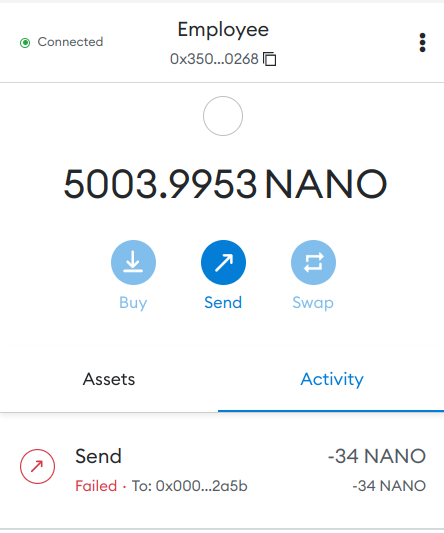 Employee
Connected
0x350...0268
5003.9953 NANO
Buy
Send
Swap
Assets
Activity
Send
-34 NANO
Failed · To: 0x000...2a5b
-34 NANO